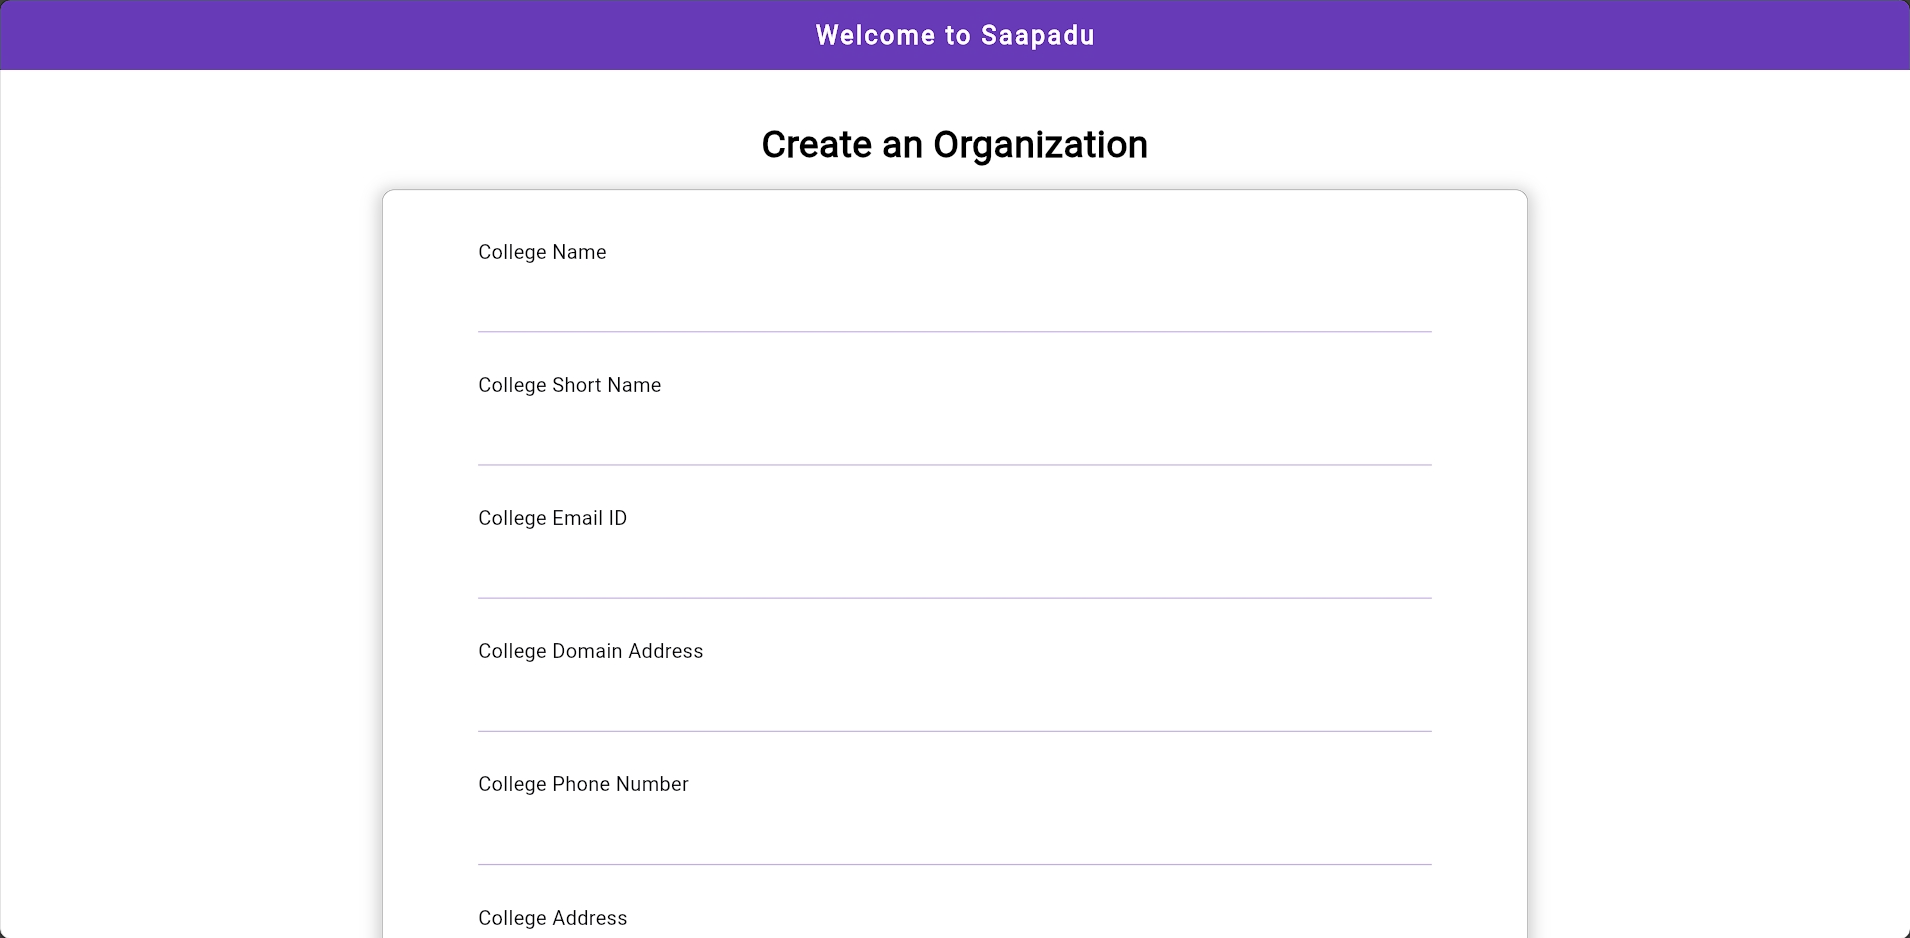 Welcome to Saapadu
Create an Organization
College Name
College Short Name
College Email ID
College Domain Address
College Phone Number
College Address